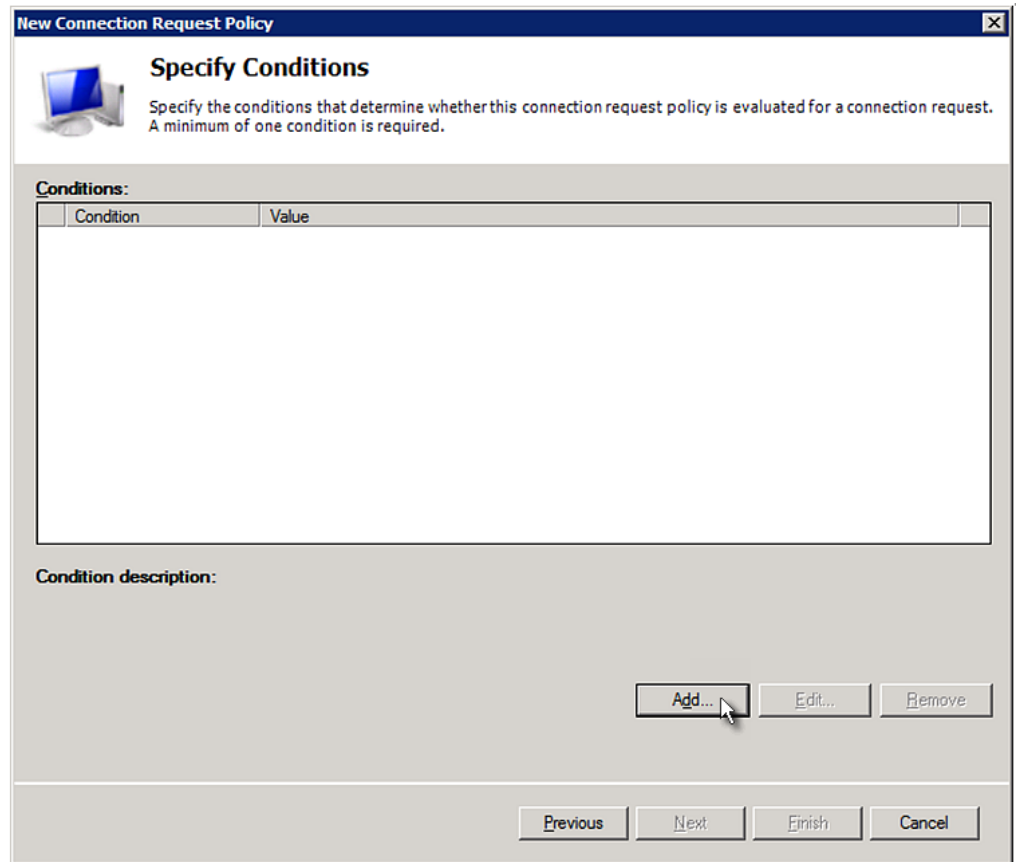 New Connection Request Policy
Specify Conditions
Specify the conditions that determine whether this connection request policy is evaluated for a connection request.
A minimum of one condition is required.
Conditions:
Condition Value
Condition description:
Add... Edit... Remove
Previous Next Finish Cancel